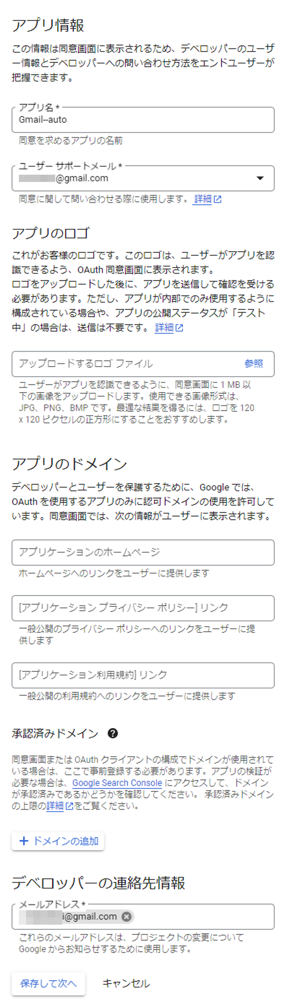 アプリ情報
この情報は同意画面に表示されるため、デベロッパーのユーザ
ー情報とデベロッパーへの問い合わせ方法をエンドユーザーが
把握できます。
アプリ名 *
Gmail--auto
同意を求めるアプリの名前
ユーザー サポートメール *
@gmail.com
同意に関して問い合わせる際に使用します。 詳細
アプリのロゴ
これがお客様のロゴです。このロゴは、ユーザーがアプリを認
識できるよう、OAuth 同意画面に表示されます。
ロゴをアップロードした後に、アプリを送信して確認を受ける
必要があります。ただし、アプリが内部でのみ使用するように
構成されている場合や、アプリの公開ステータスが「テスト
中」の場合は、送信は不要です。 詳細
アップロードするロゴ ファイル 参照
ユーザーがアプリを認識できるように、同意画面に 1 MB 以
下の画像をアップロードします。使用できる画像形式は、
JPG、PNG、BMP です。最適な結果を得るには、ロゴを 120
x 120 ピクセルの正方形にすることをおすすめします。
アプリのドメイン
デベロッパーとユーザーを保護するために、Google では、
OAuth を使用するアプリのみに認可ドメインの使用を許可して
います。同意画面では、次の情報がユーザーに表示されます。
アプリケーションのホームページ
ホームページへのリンクをユーザーに提供します
[アプリケーション プライバシー ポリシー] リンク
一般公開のプライバシー ポリシーへのリンクをユーザーに提
供します
[アプリケーション利用規約] リンク
一般公開の利用規約へのリンクをユーザーに提供します
承認済みドメイン
同意画面または OAuth クライアントの構成でドメインが使用されて
いる場合は、ここで事前登録する必要があります。アプリの検証が
必要な場合は、Google Search Console にアクセスして、ドメイン
が承認済みであるかどうかを確認してください。 承認済みドメイン
の上限の詳細をご覧ください。
+ ドメインの追加
デベロッパーの連絡先情報
メールアドレス *
i@gmail.com
これらのメールアドレスは、プロジェクトの変更について
Google からお知らせするために使用します。
保存して次へ キャンセル